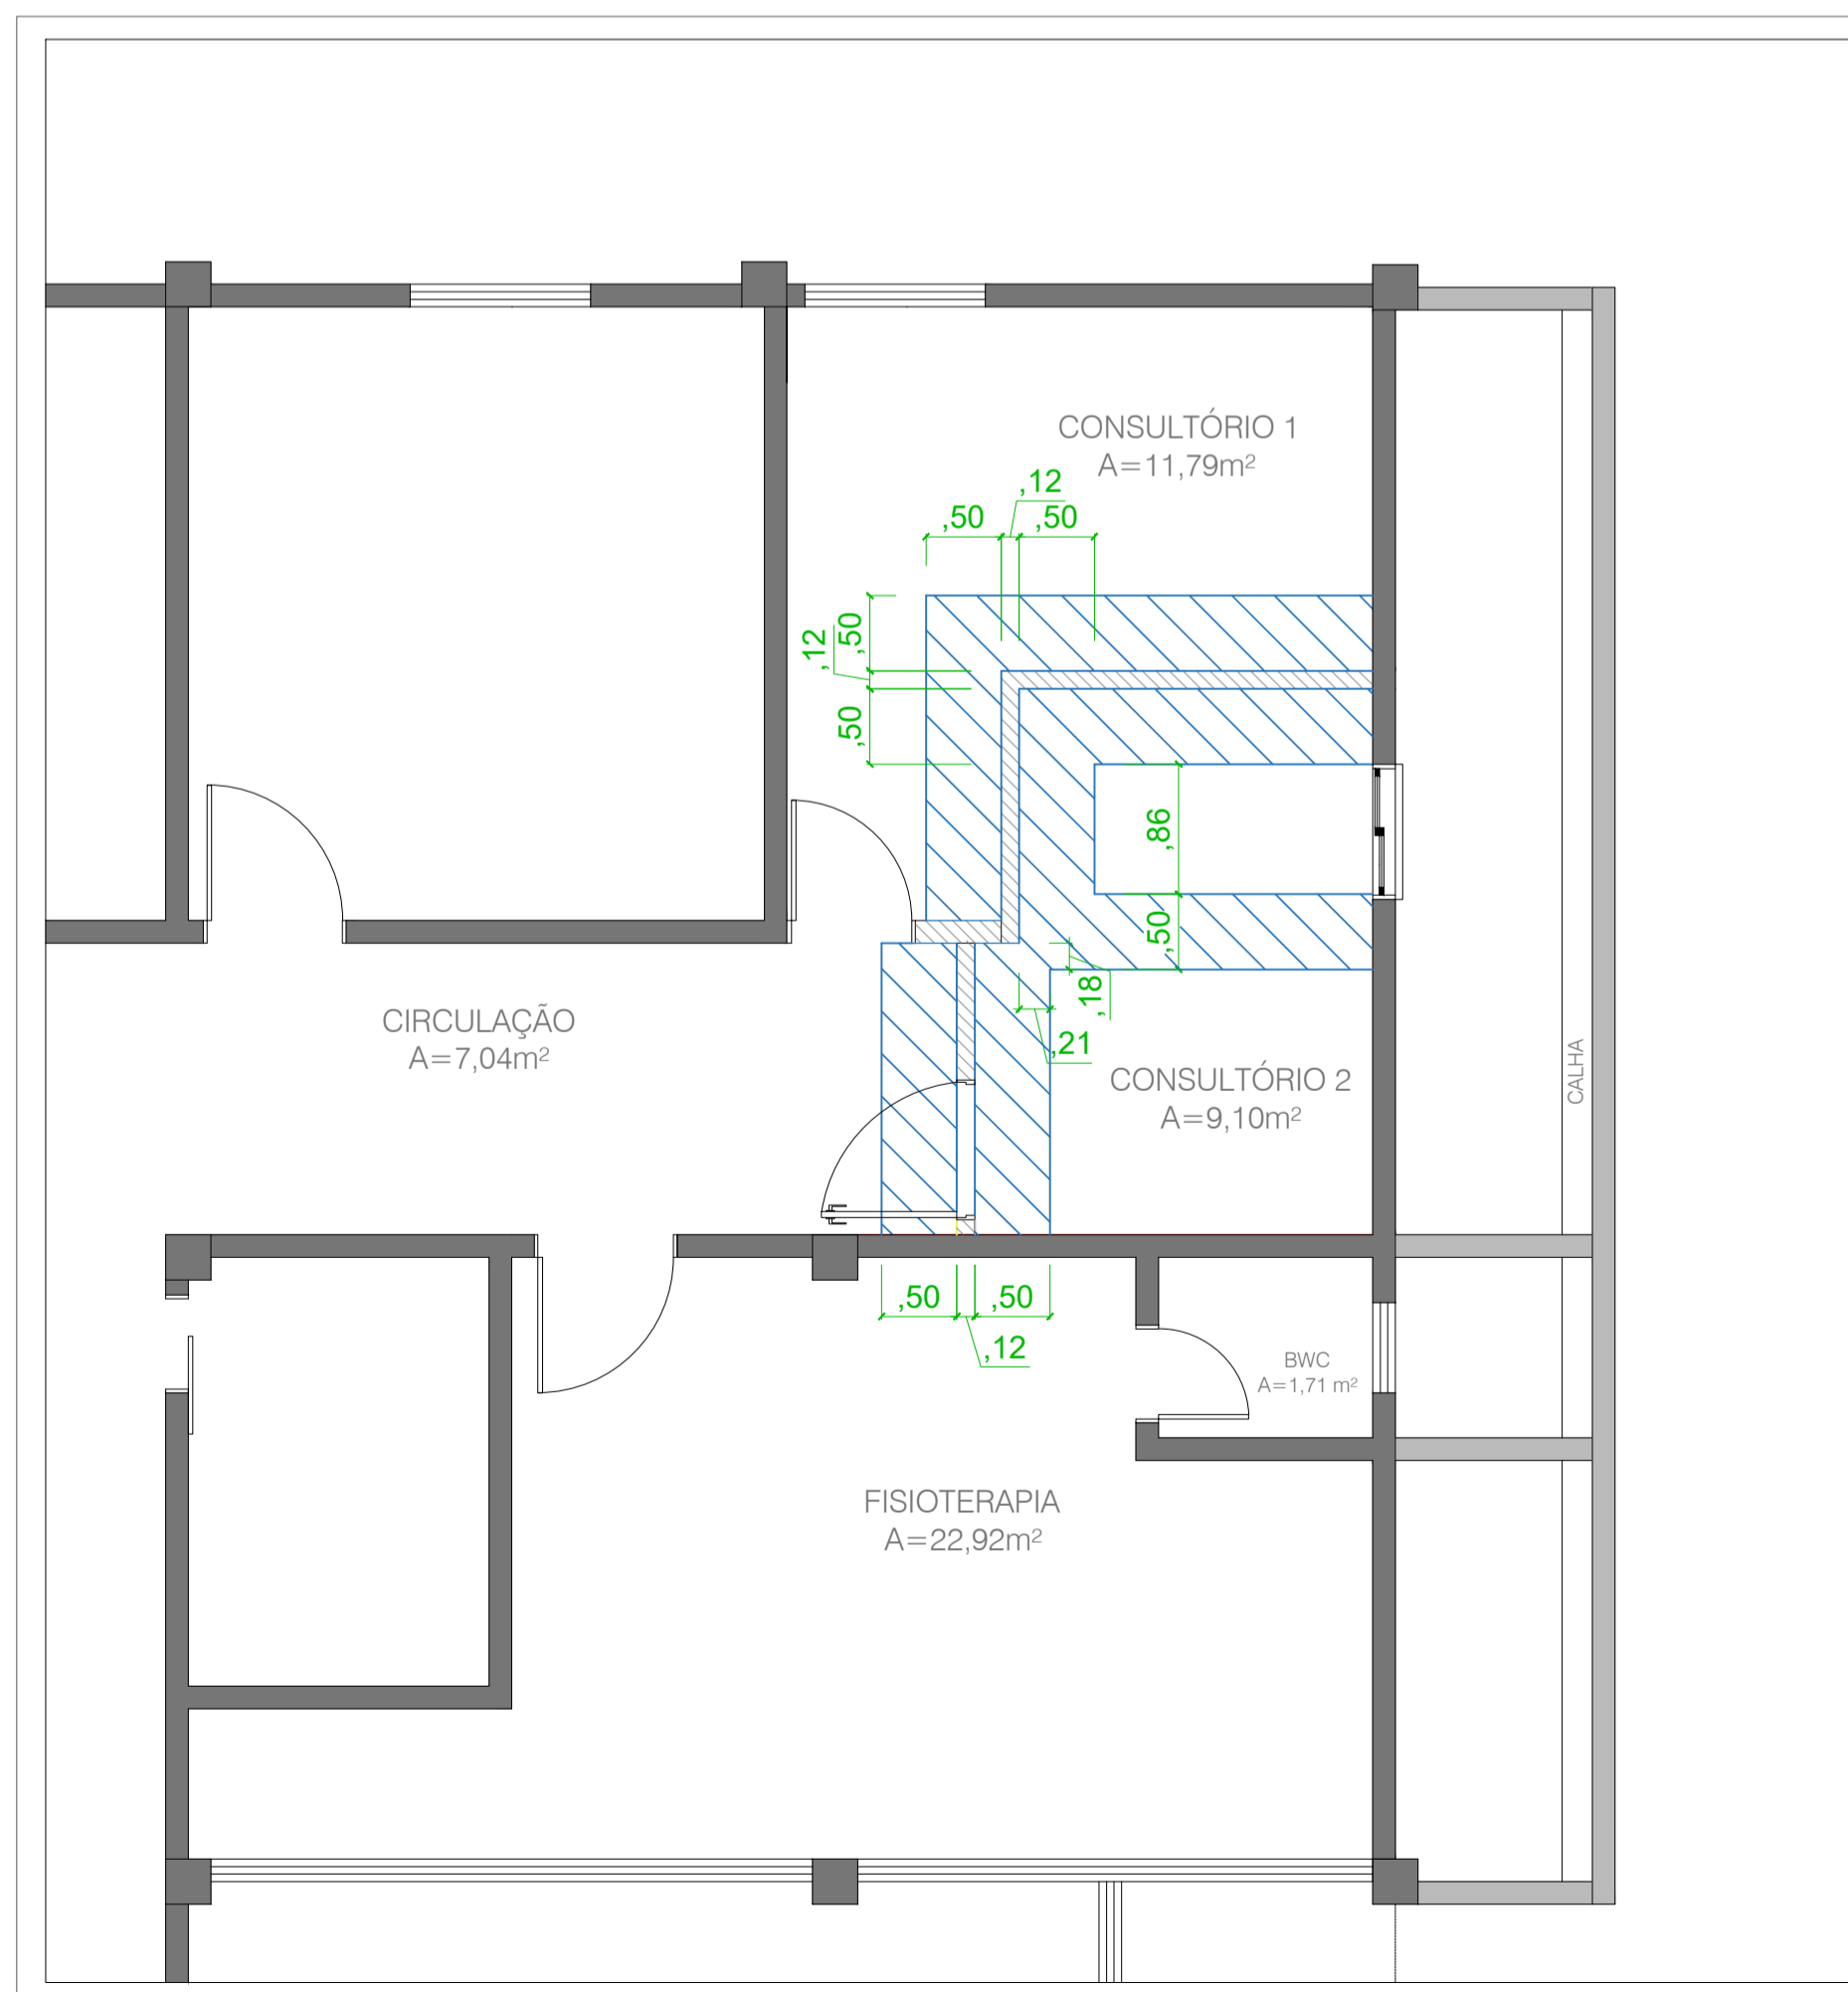 CONSULTÓRIO 1
A=11,79m²
,12
,50
,50
,12
,50
,50
,86
,50
,18
,21
CIRCULAÇÃO
A=7,04m²
CONSULTÓRIO 2
A=9,10m²
CALHA
,50
,50
,12
BWC
A=1,71 m²
FISIOTERAPIA
A=22,92m²